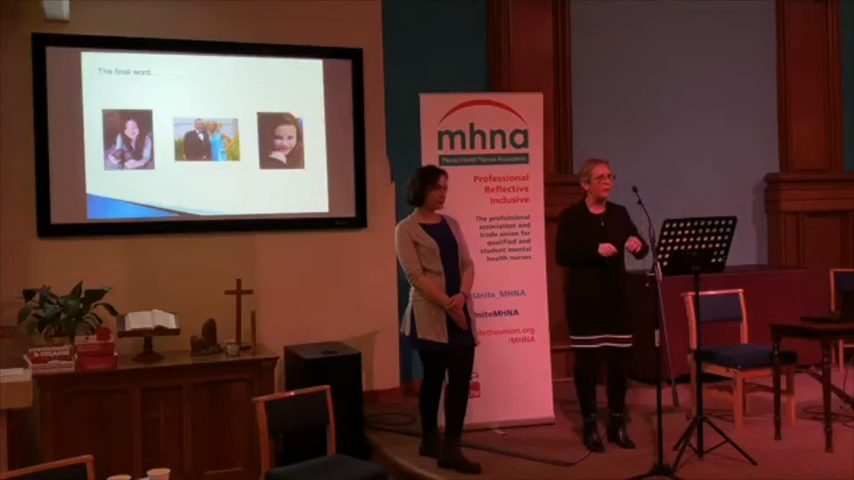 The final word...
mhna
Mental Health Nurses Association
Professional
Reflective
Inclusive
The professional
association and
trade union for
qualified and
student mental
health nurses
Unite_MHNA
UniteMHNA
/MHNA